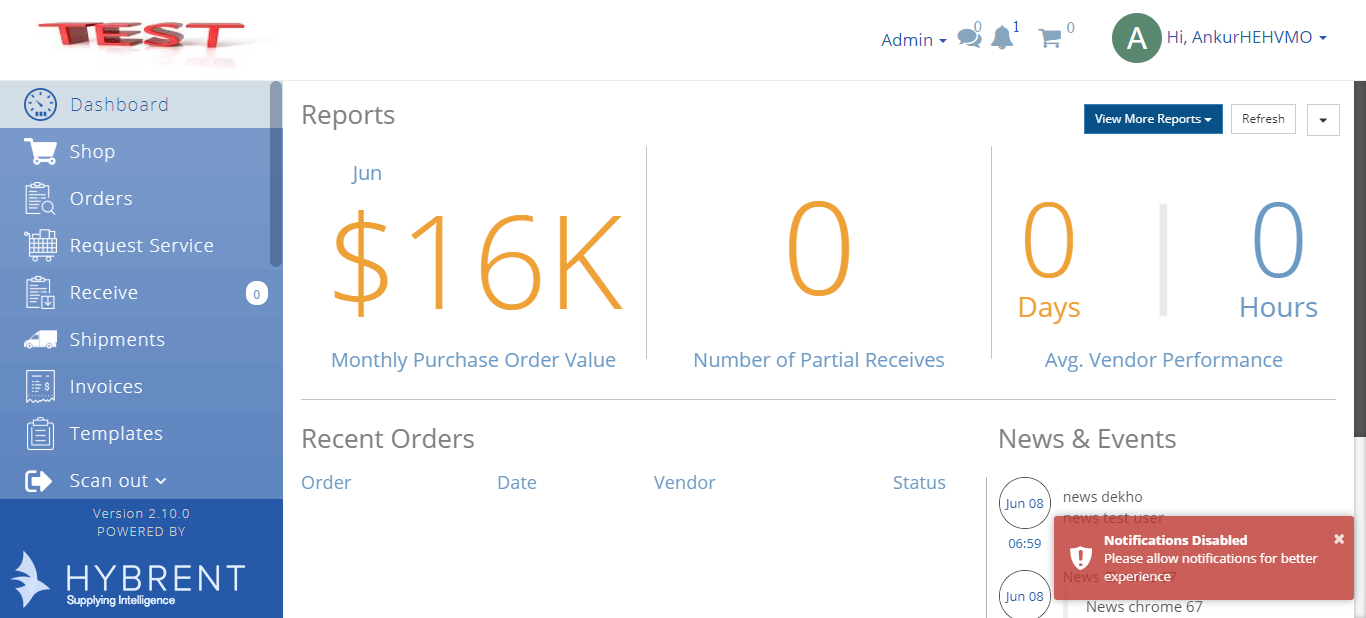 TEST
Admin
0
1
0
A
Hi, AnkurHEHVMO
Dashboard
Shop
Orders
Request Service
Receive
0
Shipments
Invoices
Templates
Scan out
Version 2.10.0
POWERED BY
HYBRENT
Supplying Intelligence
Reports
View More Reports
Refresh
Jun
$16K
Monthly Purchase Order Value
0
Number of Partial Receives
0
Days
0
Hours
Avg. Vendor Performance
Recent Orders
Order Date Vendor Status
News & Events
Jun 08
06:59
news dekho
news test user
Notifications Disabled
Please allow notifications for better
experience
Jun 08
News chrome 67